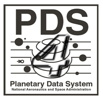 PDS
Planetary Data System
National Aeronautics and Space Administration